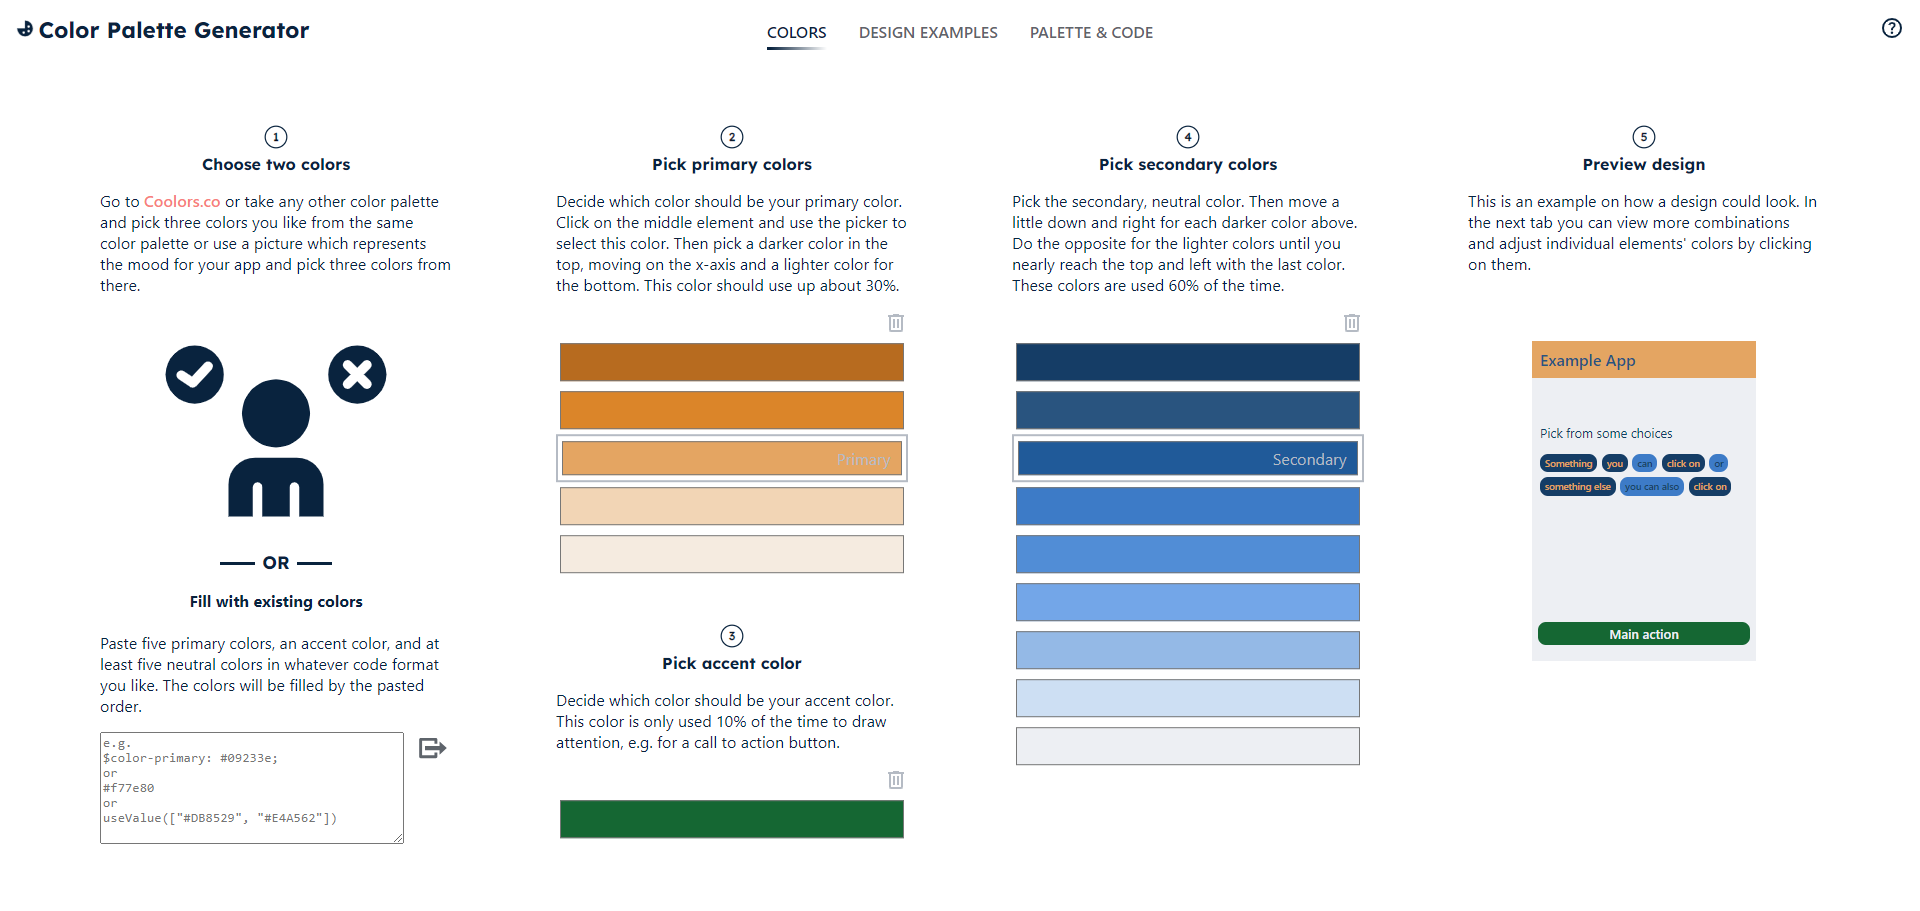 Color Palette Generator
COLORS
DESIGN EXAMPLES
PALETTE & CODE
?
1
Choose two colors
Go to Coolors.co or take any other color palette
and pick three colors you like from the same
color palette or use a picture which represents
the mood for your app and pick three colors from
there.
OR
Fill with existing colors
Paste five primary colors, an accent color, and at
least five neutral colors in whatever code format
you like. The colors will be filled by the pasted
order.
e.g.
$color-primary: #09233e;
or
#f77e80
or
useValue(["#DB8529", "#E4A562"])
2
Pick primary colors
Decide which color should be your primary color.
Click on the middle element and use the picker to
select this color. Then pick a darker color in the
top, moving on the x-axis and a lighter color for
the bottom. This color should use up about 30%.
Primary
3
Pick accent color
Decide which color should be your accent color.
This color is only used 10% of the time to draw
attention, e.g. for a call to action button.
4
Pick secondary colors
Pick the secondary, neutral color. Then move a
little down and right for each darker color above.
Do the opposite for the lighter colors until you
nearly reach the top and left with the last color.
These colors are used 60% of the time.
Secondary
5
Preview design
This is an example on how a design could look. In
the next tab you can view more combinations
and adjust individual elements' colors by clicking
on them.
Example App
Pick from some choices
Something you can click on or
something else you can also click on
Main action